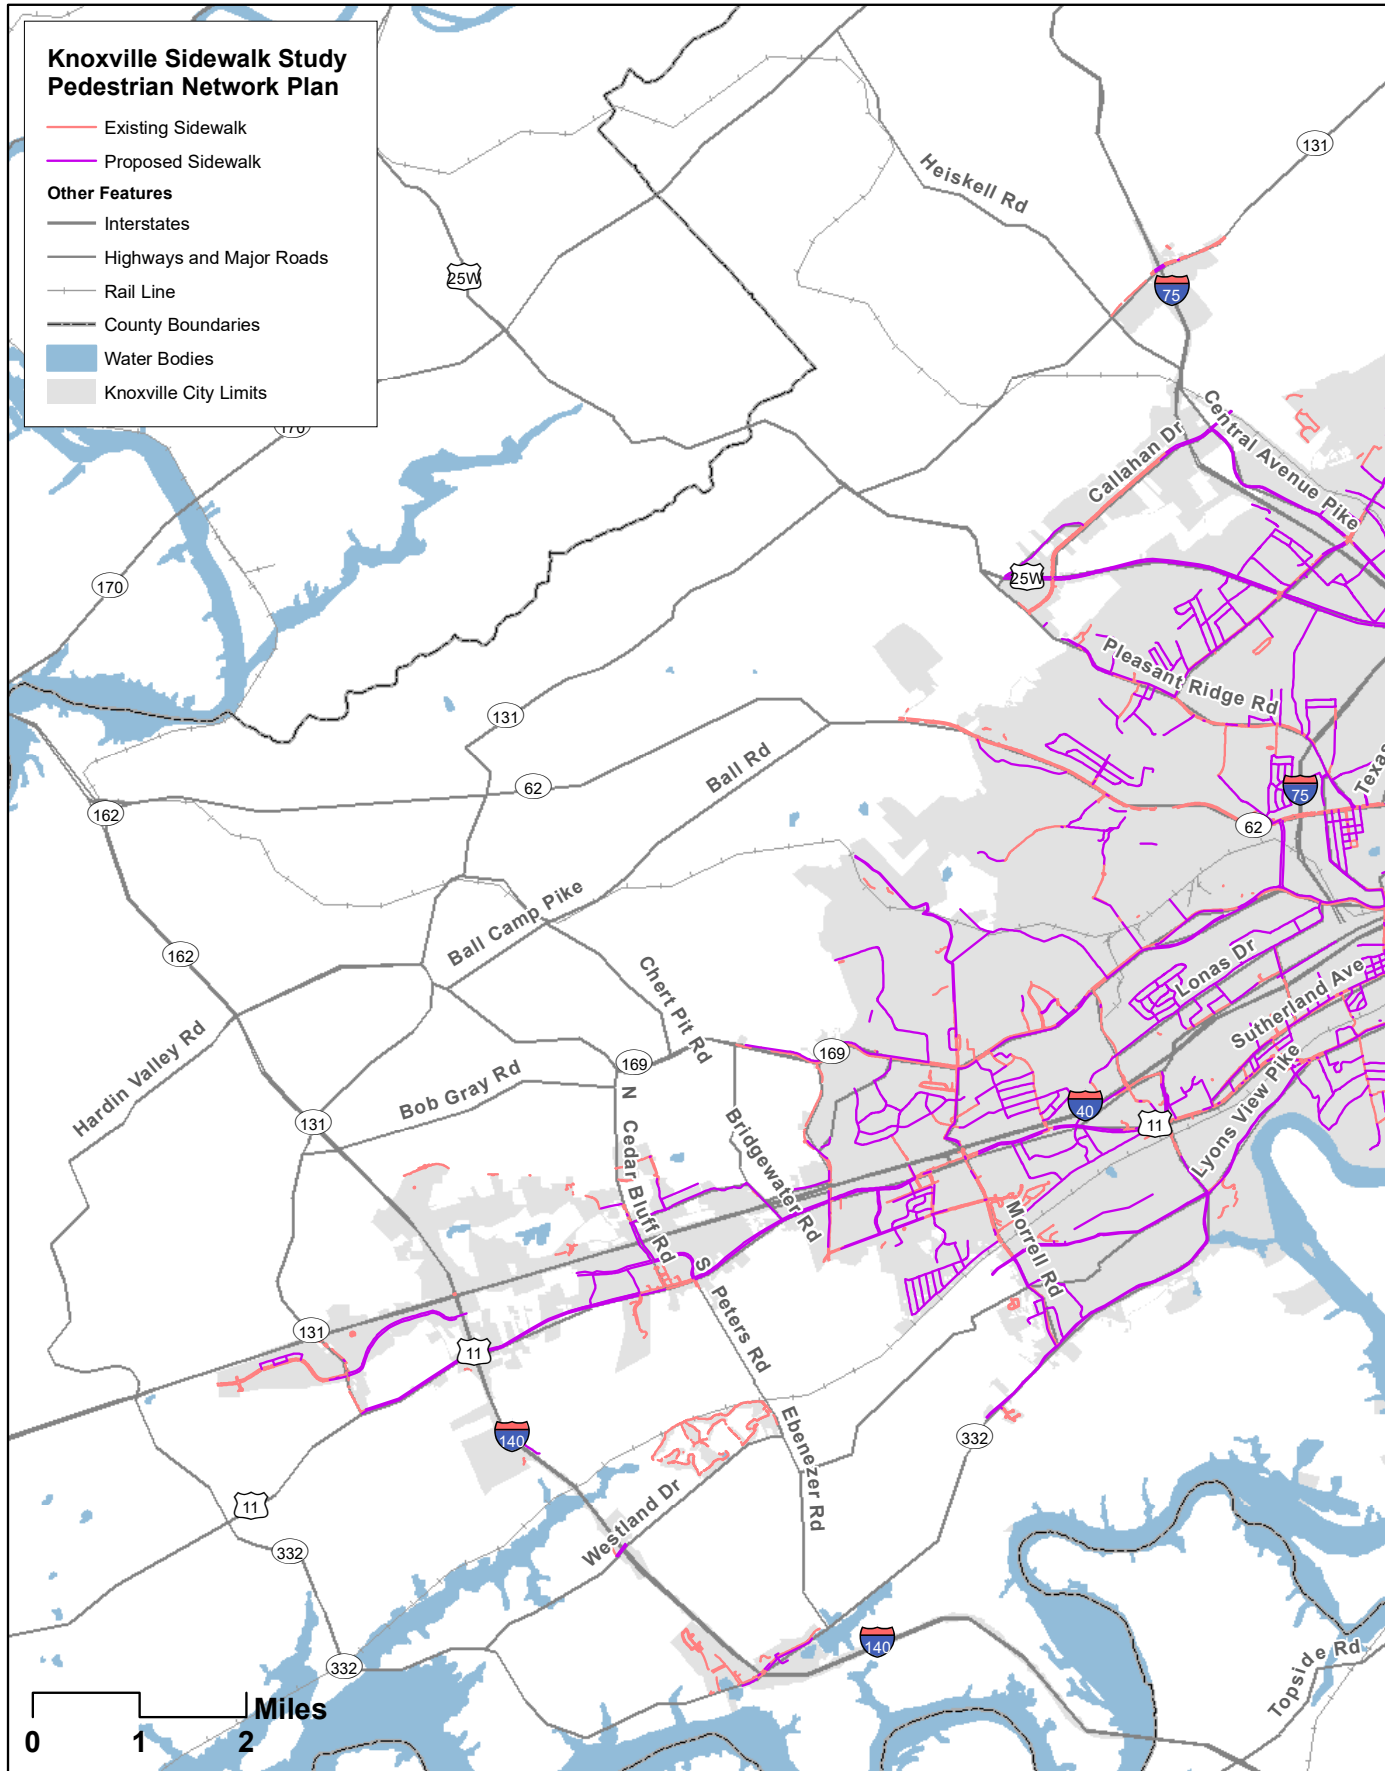 Knoxville Sidewalk Study
Pedestrian Network Plan
Existing Sidewalk
Proposed Sidewalk
Other Features
Interstates
Highways and Major Roads
Rail Line
County Boundaries
Water Bodies
Knoxville City Limits
131
Heiskell Rd
25W
75
170
Callahan Dr
Central Avenue Pike
25W
170
Pleasant Ridge Rd
131
Ball Rd
62
75
Texas
162
62
Ball Camp Pike
162
Chert Pit Rd
Lonas Dr
Sutherland Ave
Hardin Valley Rd
169
169
Bob Gray Rd
N Cedar Bluff Rd
40
11
131
Bridgewater Rd
Lyons View Pike
Morrell Rd
S Peters Rd
131
11
Ebenezer Rd
140
332
11
Westland Dr
332
140
332
Topside Rd
Miles
0 1 2